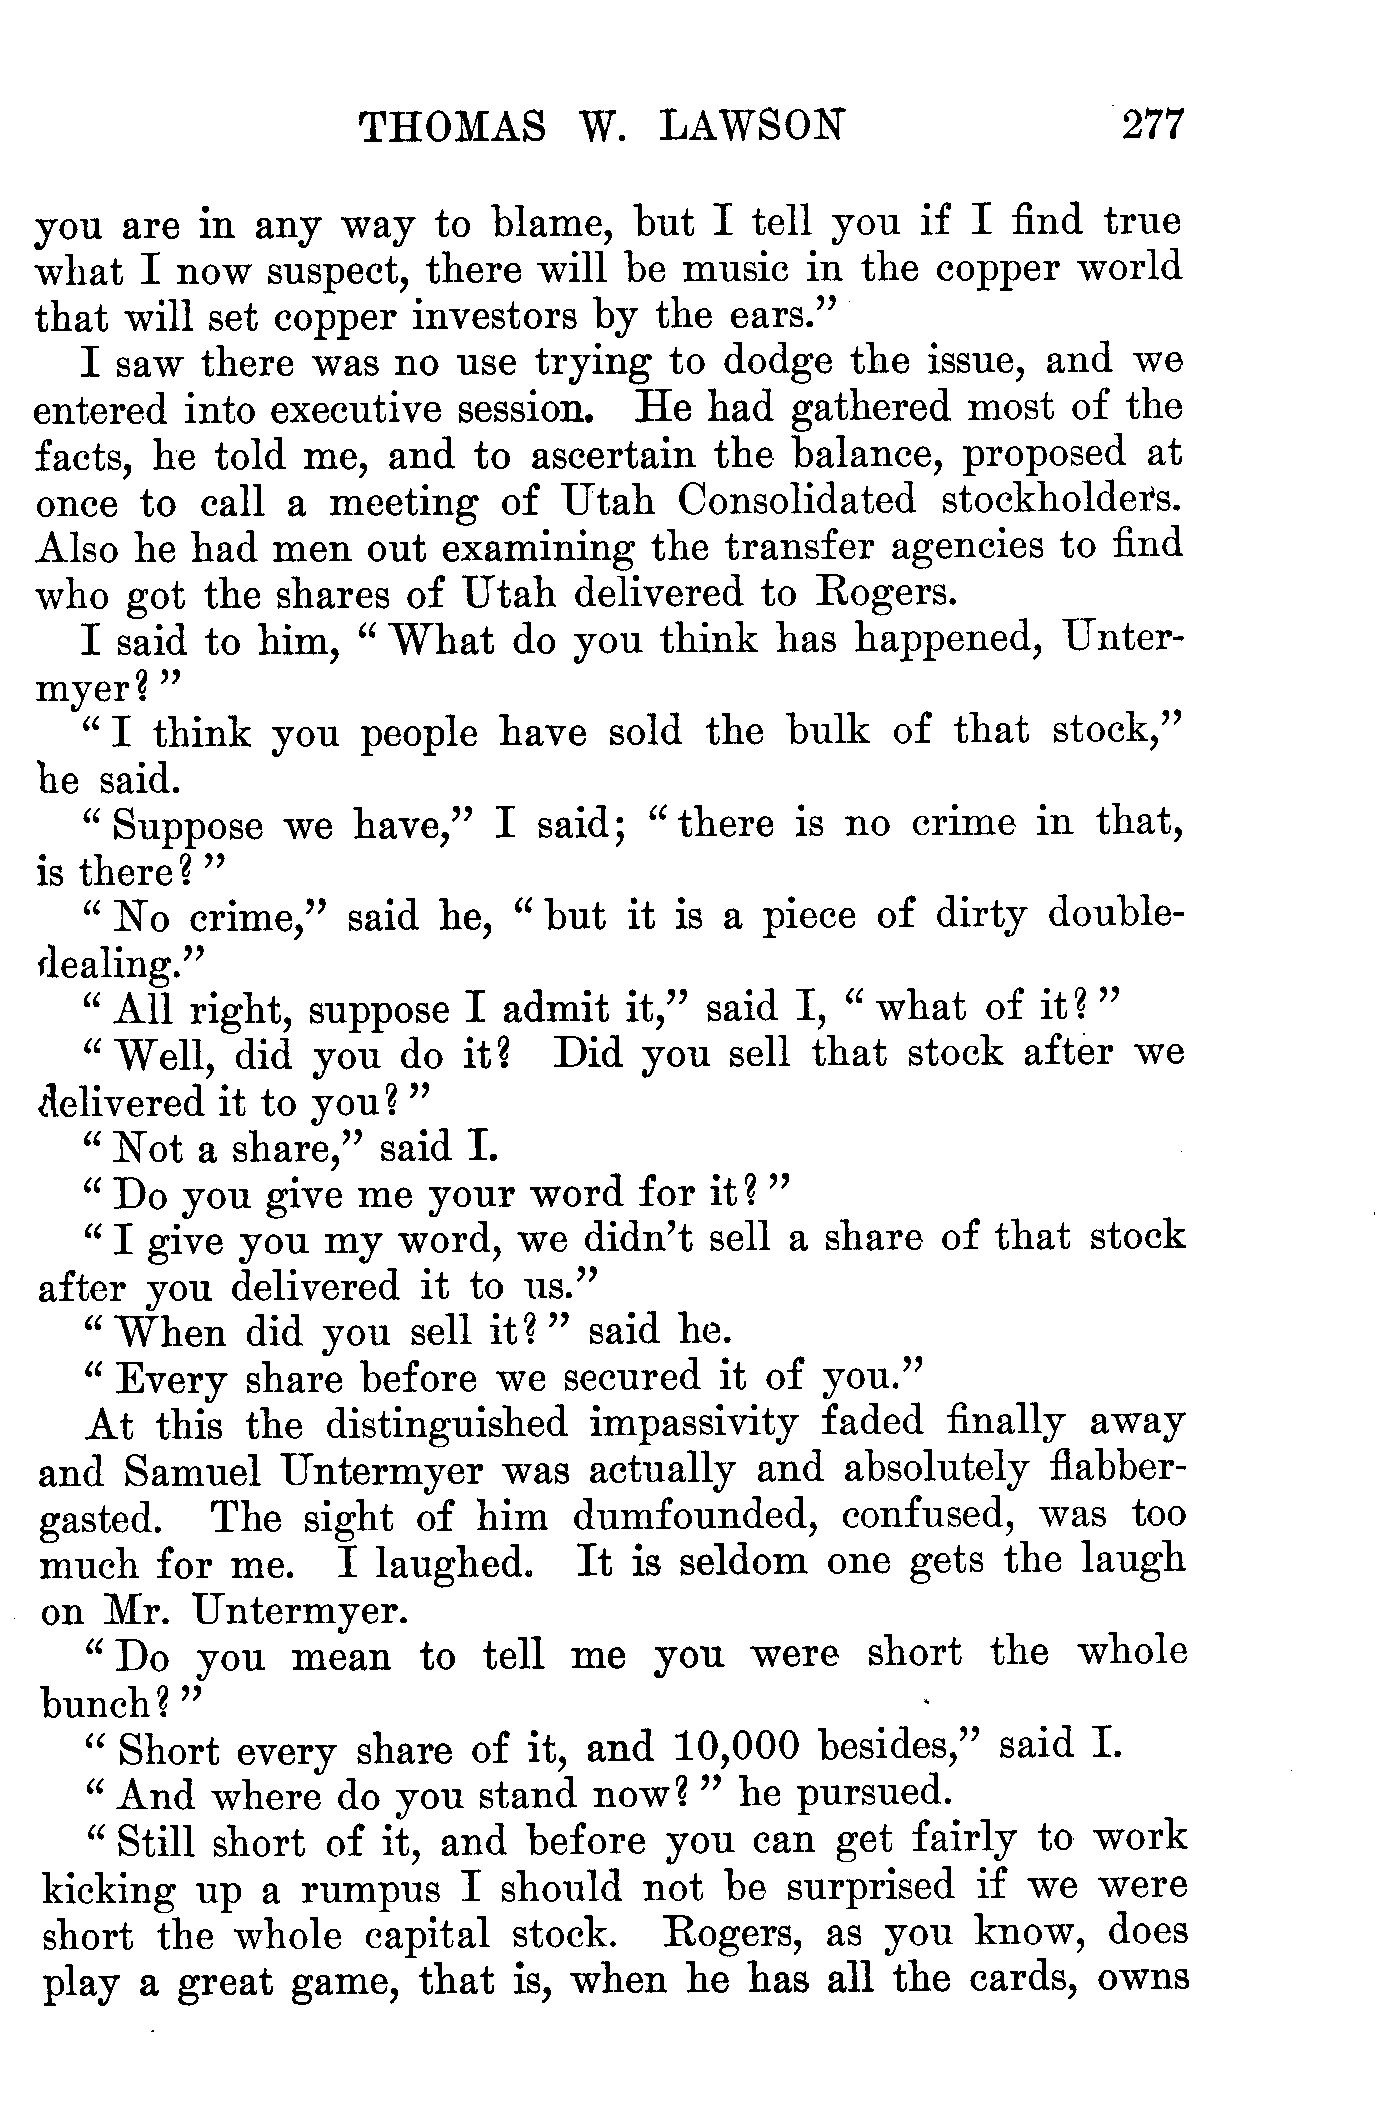 THOMAS W. LAWSON 277
you are in any way to blame, but I tell you if I find true
what I now suspect, there will be music in the copper world
that will set copper investors by the ears.”
I saw there was no use trying to dodge the issue, and we
entered into executive session. He had gathered most of the
facts, he told me, and to ascertain the balance, proposed at
once to call a meeting of Utah Consolidated stockholders.
Also he had men out examining the transfer agencies to find
who got the shares of Utah delivered to Rogers.
I said to him, “ What do you think has happened, Unter-
myer? ”
“ I think you people have sold the bulk of that stock,”
he said.
“ Suppose we have,” I said; “ there is no crime in that,
is there? ”
“ No crime,” said he, “ but it is a piece of dirty double-
dealing.”
“ All right, suppose I admit it,” said I, “ what of it? ”
“ Well, did you do it? Did you sell that stock after we
delivered it to you? ”
“ Not a share,” said I.
“ Do you give me your word for it? ”
“ I give you my word, we didn’t sell a share of that stock
after you delivered it to us.”
“ When did you sell it? ” said he.
“ Every share before we secured it of you.”
At this the distinguished impassivity faded finally away
and Samuel Untermyer was actually and absolutely flabber-
gasted. The sight of him dumfounded, confused, was too
much for me. I laughed. It is seldom one gets the laugh
on Mr. Untermyer.
“ Do you mean to tell me you were short the whole
bunch? ”
“ Short every share of it, and 10,000 besides,” said I.
“ And where do you stand now? ” he pursued.
“ Still short of it, and before you can get fairly to work
kicking up a rumpus I should not be surprised if we were
short the whole capital stock. Rogers, as you know, does
play a great game, that is, when he has all the cards, owns